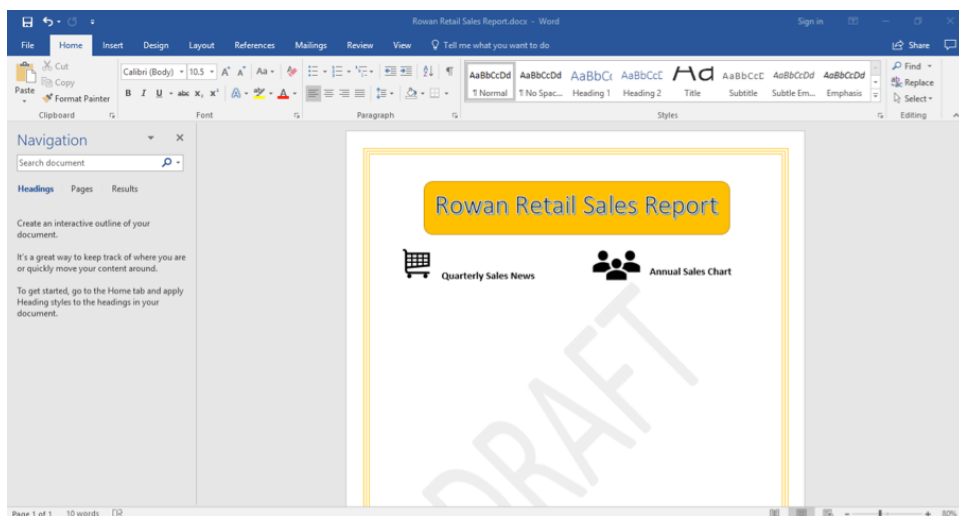 Rowan Retail Sales Report.docx - Word
Sign in
File Home Insert Design Layout References Mailings Review View Tell me what you want to do Share
Paste
Cut
Copy
Format Painter
Clipboard
Calibri (Body) 10.5 A A Aa
B I U abc x₂ x² A A
Font
Paragraph
AaBbCcDd AaBbCcDd AaBbCc AaBbCcC AaBbCcC AaBbCcDd AaBbCcDd
¶ Normal ¶ No Spac... Heading 1 Heading 2 Title Subtitle Subtle Em... Emphasis
Styles
Find
Replace
Select
Editing
Navigation
Search document
Headings Pages Results
Create an interactive outline of your
document.
It's a great way to keep track of where you are
or quickly move your content around.
To get started, go to the Home tab and apply
Heading styles to the headings in your
document.
Rowan Retail Sales Report
Quarterly Sales News
Annual Sales Chart
DRAFT
Page 1 of 1 10 words
80%